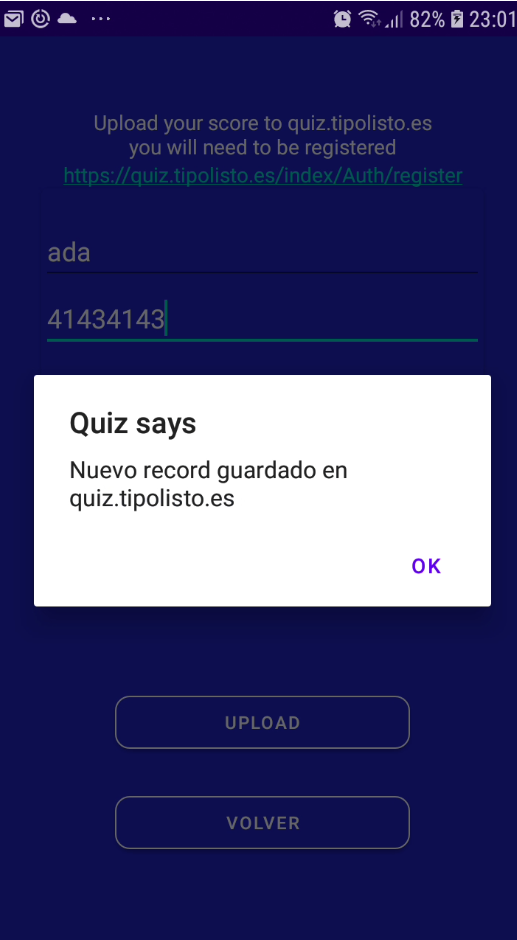 82% 23:01
Upload your score to quiz.tipolisto.es
you will need to be registered
https://quiz.tipolisto.es/index/Auth/register
ada
41434143
Quiz says
Nuevo record guardado en
quiz.tipolisto.es
OK
UPLOAD
VOLVER